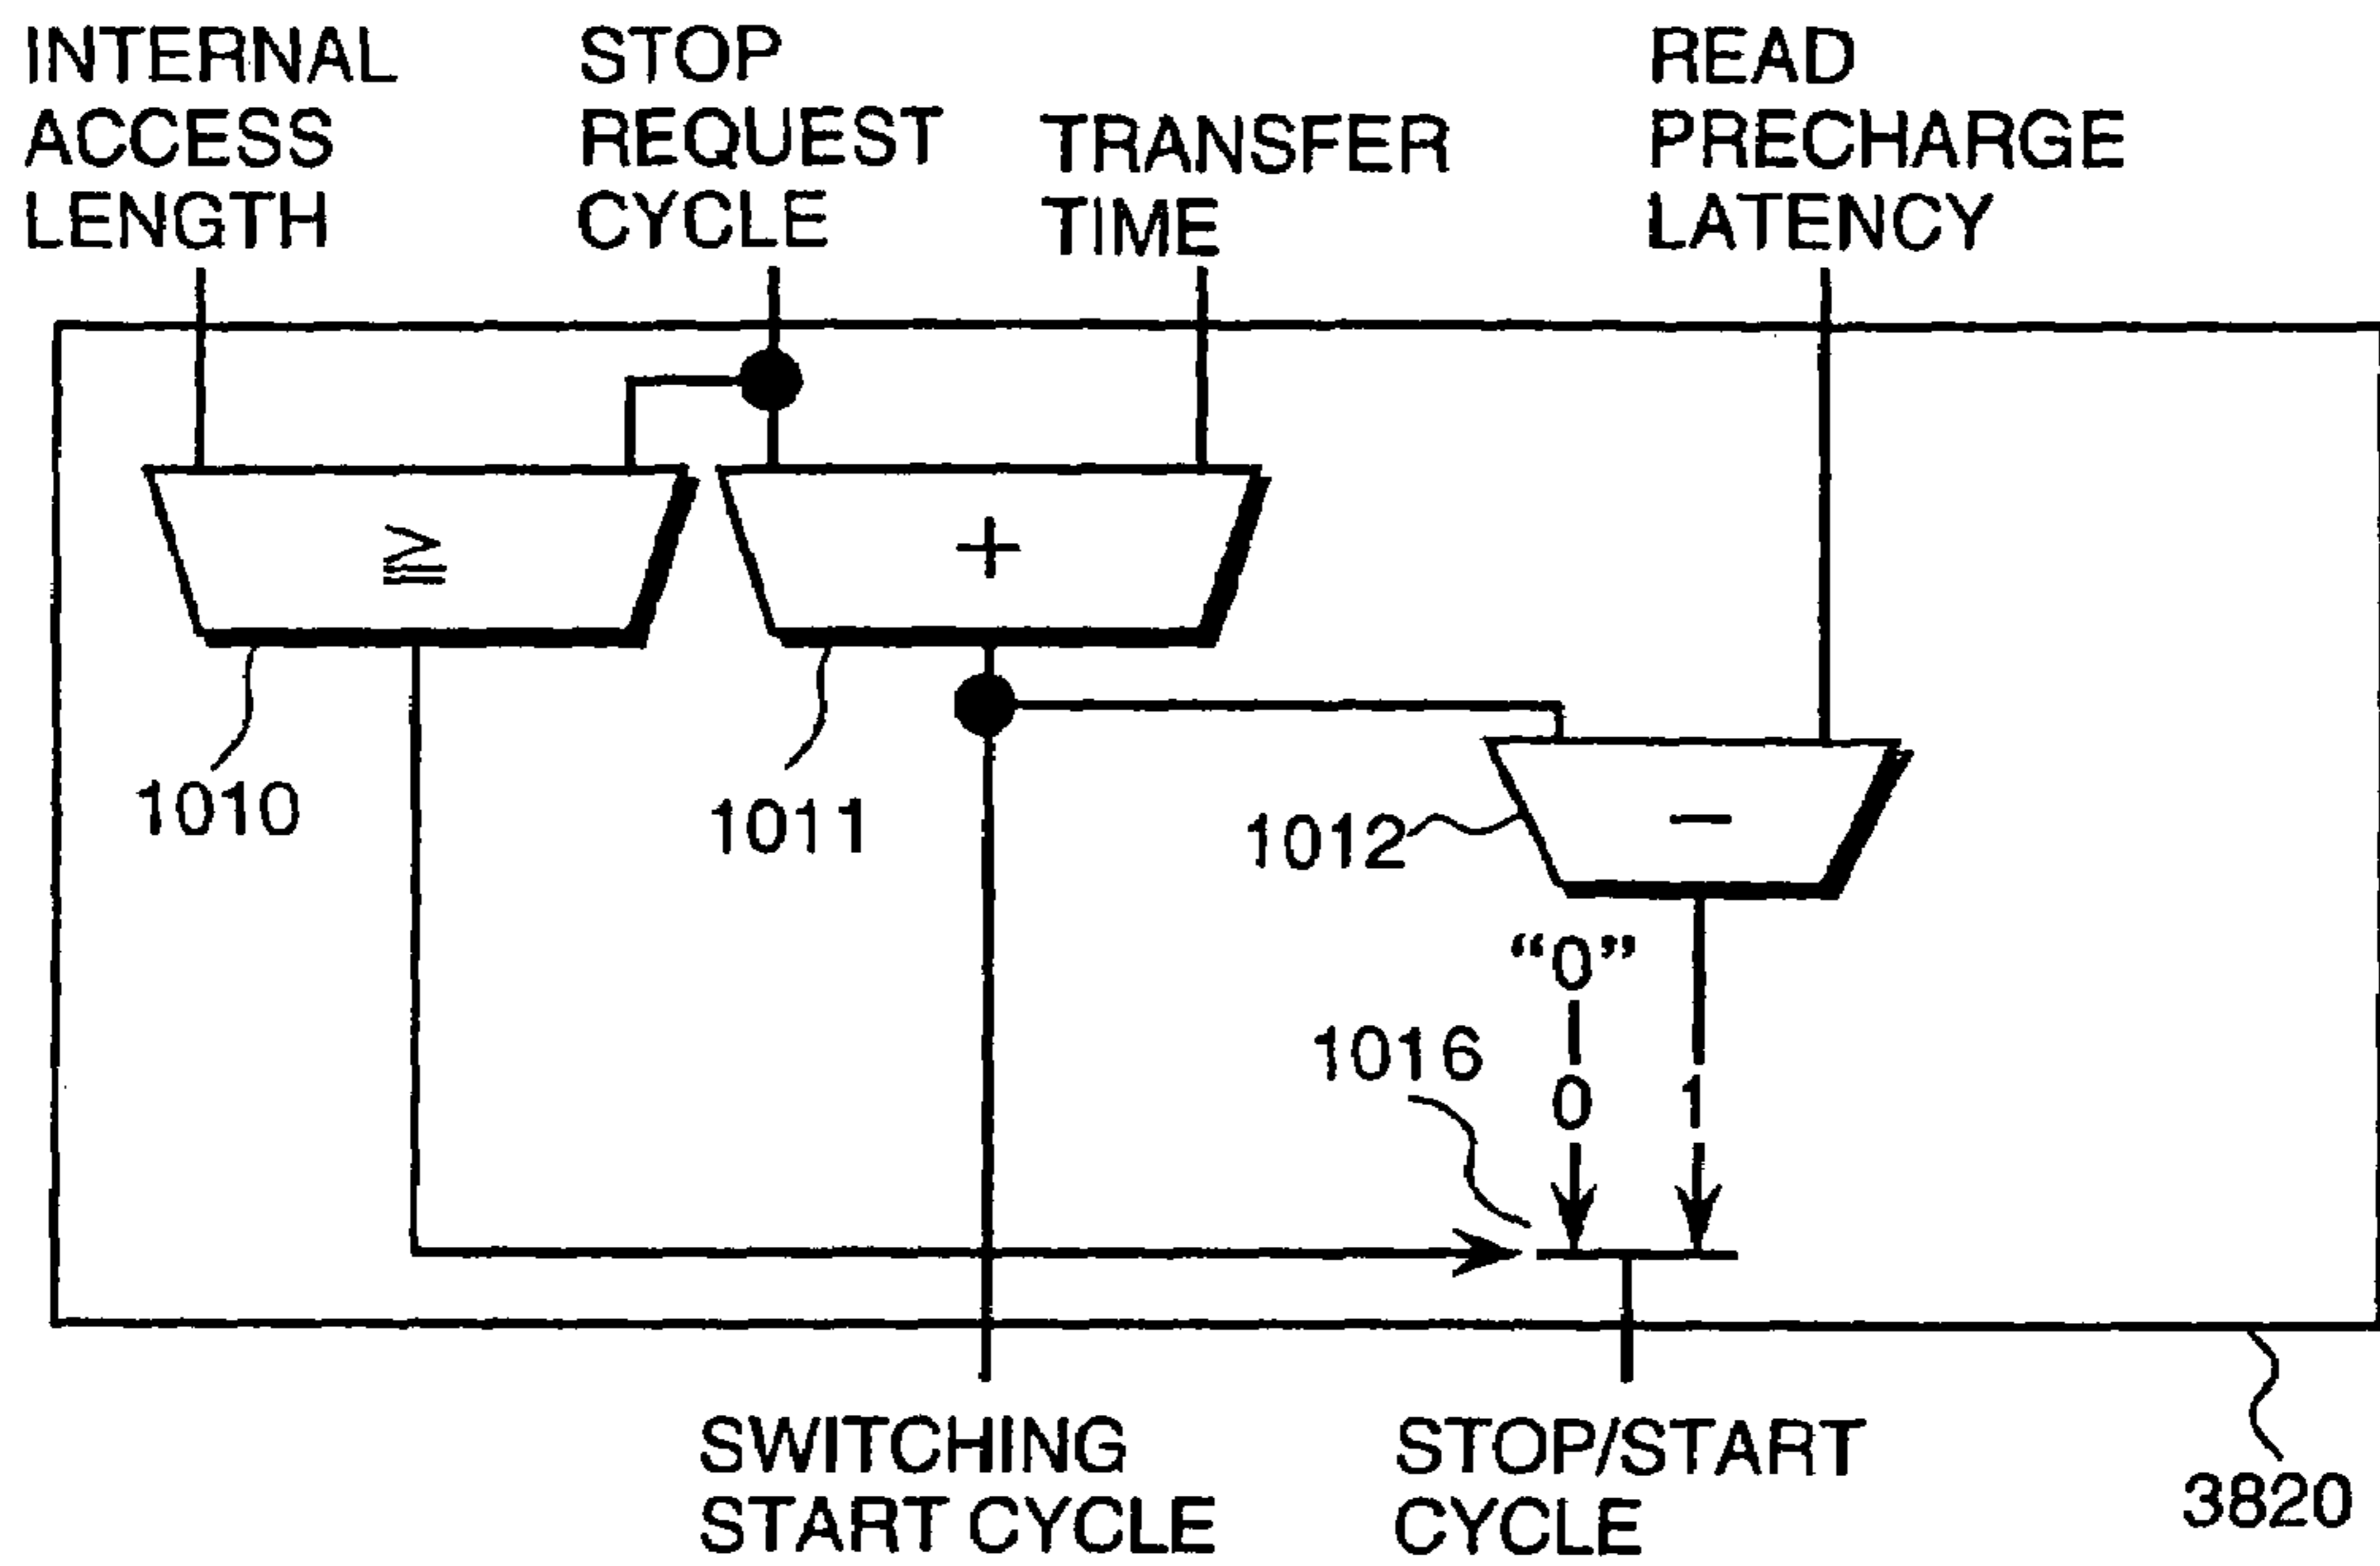 INTERNAL
ACCESS
LENGTH
STOP
REQUEST
CYCLE
TRANSFER
TIME
READ
PRECHARGE
LATENCY
≧
+
1010
1011
1012
−
“0”
1016
0 1
SWITCHING
START CYCLE
STOP/START
CYCLE
3820